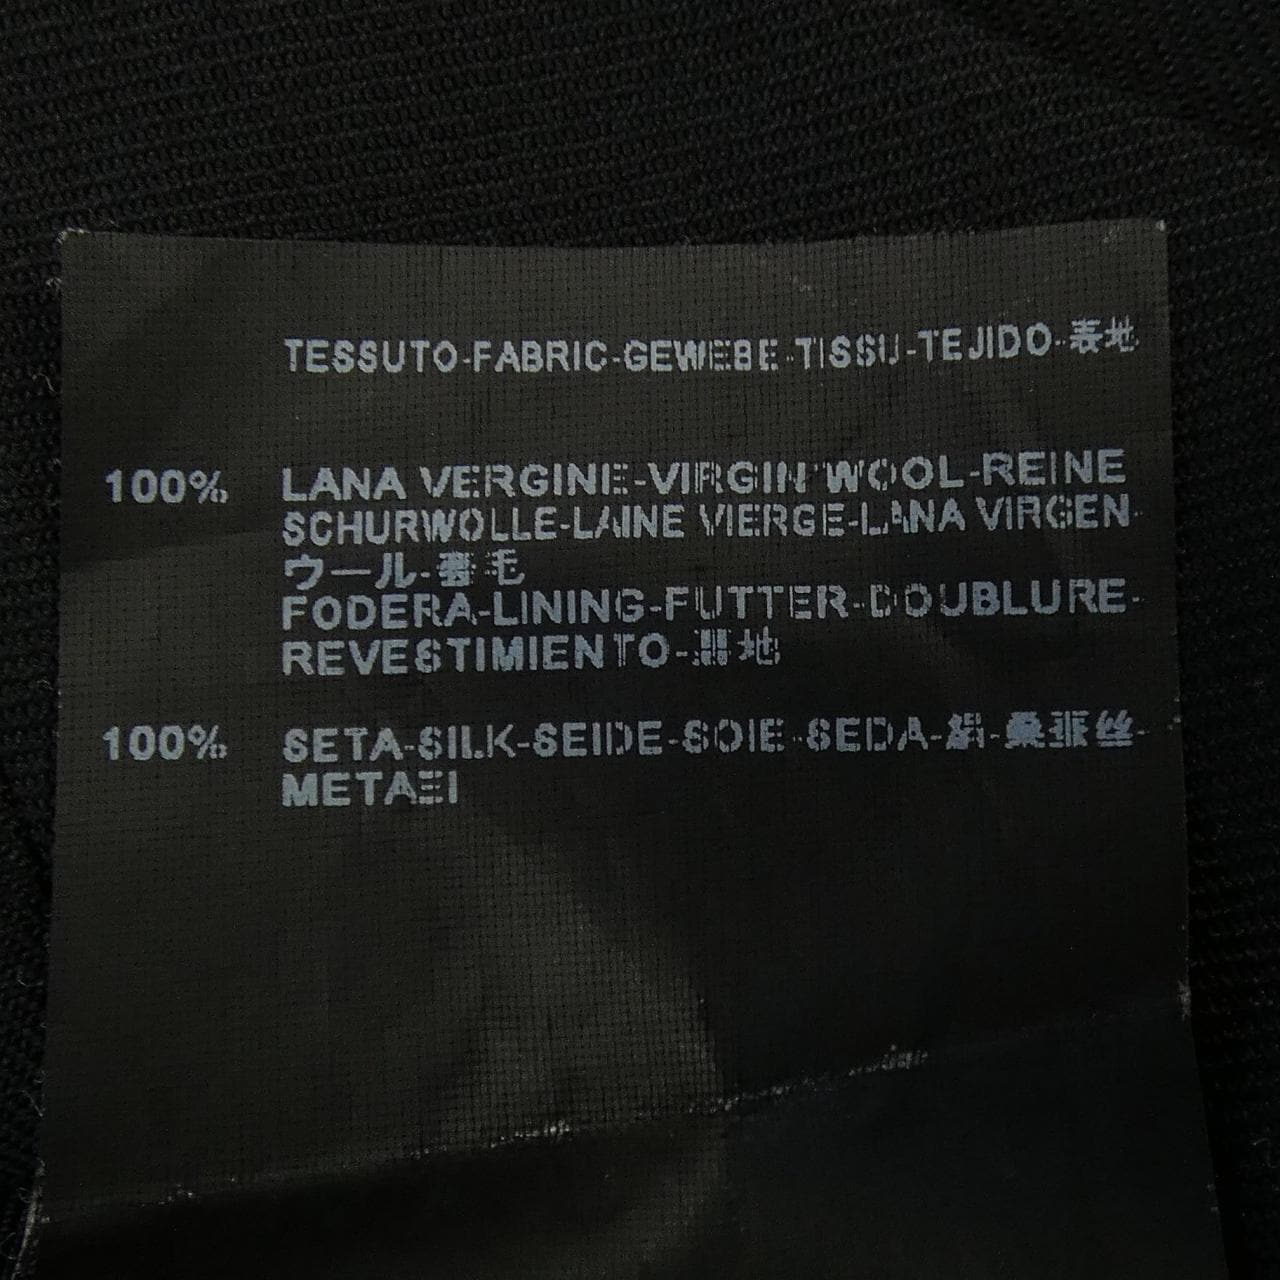 TESSUTO-FABRIC-GEWEBE-TISSU-TEJIDO-表地
100% LANA VERGINE-VIRGIN WOOL-REINE
SCHURWOLLE-LAINE VIERGE-LANA VIRGEN-
ウール-春毛
FODERA-LINING-FUTTER-DOUBLURE-
REVESTIMIENTO-裏地
100% SETA-SILK-SEIDE-SOIE-SEDA-絹-桑蚕丝-
ΜΕΤΑΞΙ